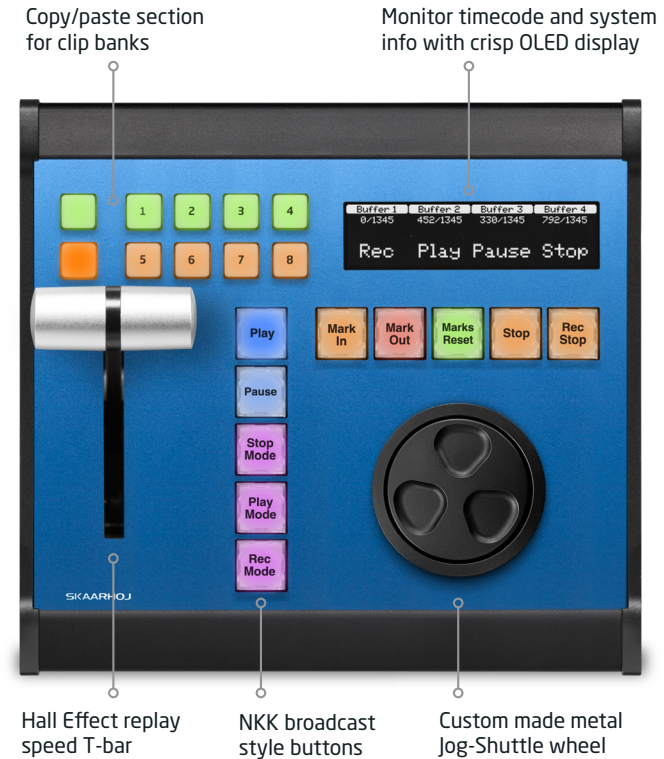 Copy/paste section
for clip banks
Monitor timecode and system
info with crisp OLED display
1 2 3 4
Buffer 1 Buffer 2 Buffer 3 Buffer 4
0/1345 452/1345 330/1345 792/1345
Rec Play Pause Stop
5 6 7 8
Play
Mark
In
Mark
Out
Marks
Reset
Stop
Rec
Stop
Pause
Stop
Mode
Play
Mode
Rec
Mode
SKAARHOJ
Hall Effect replay
speed T-bar
NKK broadcast
style buttons
Custom made metal
Jog-Shuttle wheel